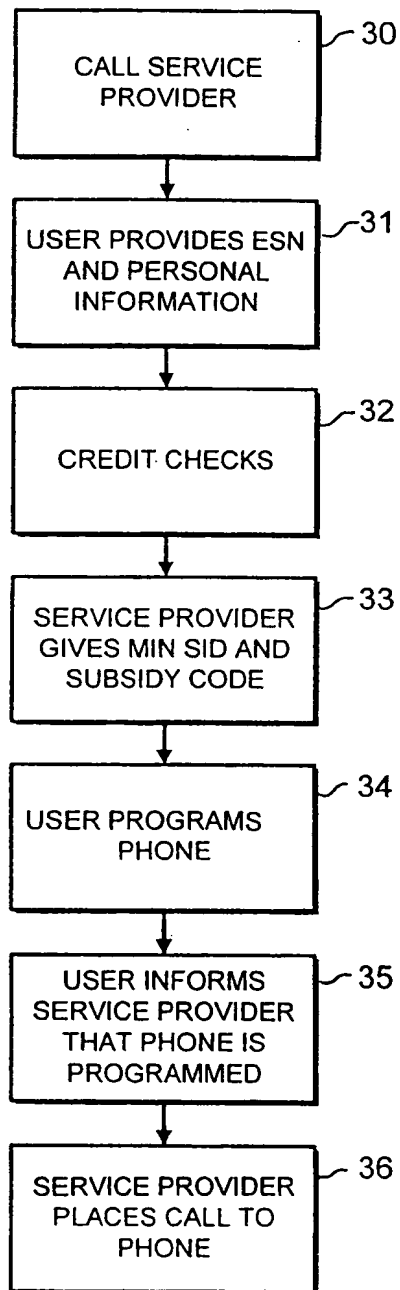 30
CALL SERVICE
PROVIDER
31
USER PROVIDES ESN
AND PERSONAL
INFORMATION
32
CREDIT CHECKS
33
SERVICE PROVIDER
GIVES MIN SID AND
SUBSIDY CODE
34
USER PROGRAMS
PHONE
35
USER INFORMS
SERVICE PROVIDER
THAT PHONE IS
PROGRAMMED
36
SERVICE PROVIDER
PLACES CALL TO
PHONE